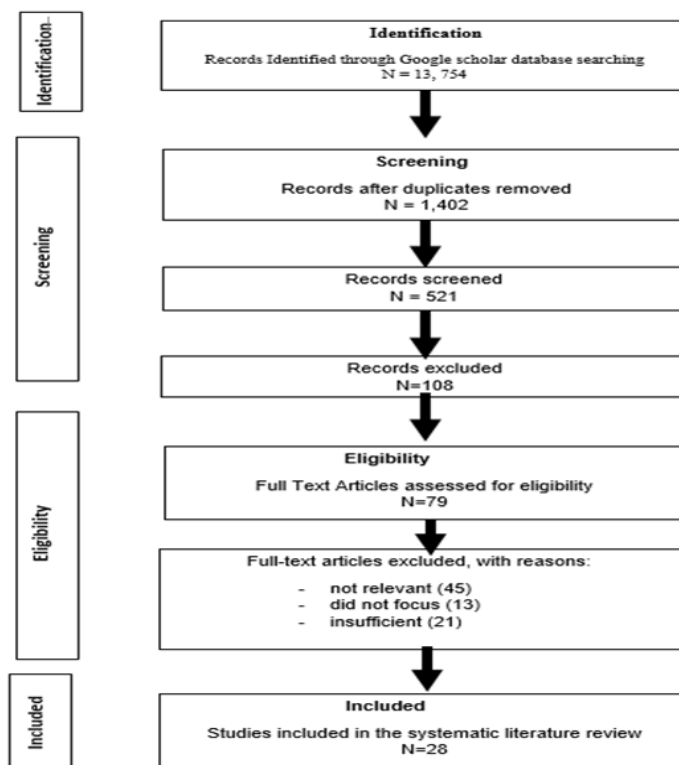 Identification
Identification
Records Identified through Google scholar database searching
N = 13, 754
Screening
Screening
Records after duplicates removed
N = 1,402
Records screened
N = 521
Records excluded
N=108
Eligibility
Eligibility
Full Text Articles assessed for eligibility
N=79
Full-text articles excluded, with reasons:
- not relevant (45)
- did not focus (13)
- insufficient (21)
Included
Included
Studies included in the systematic literature review
N=28